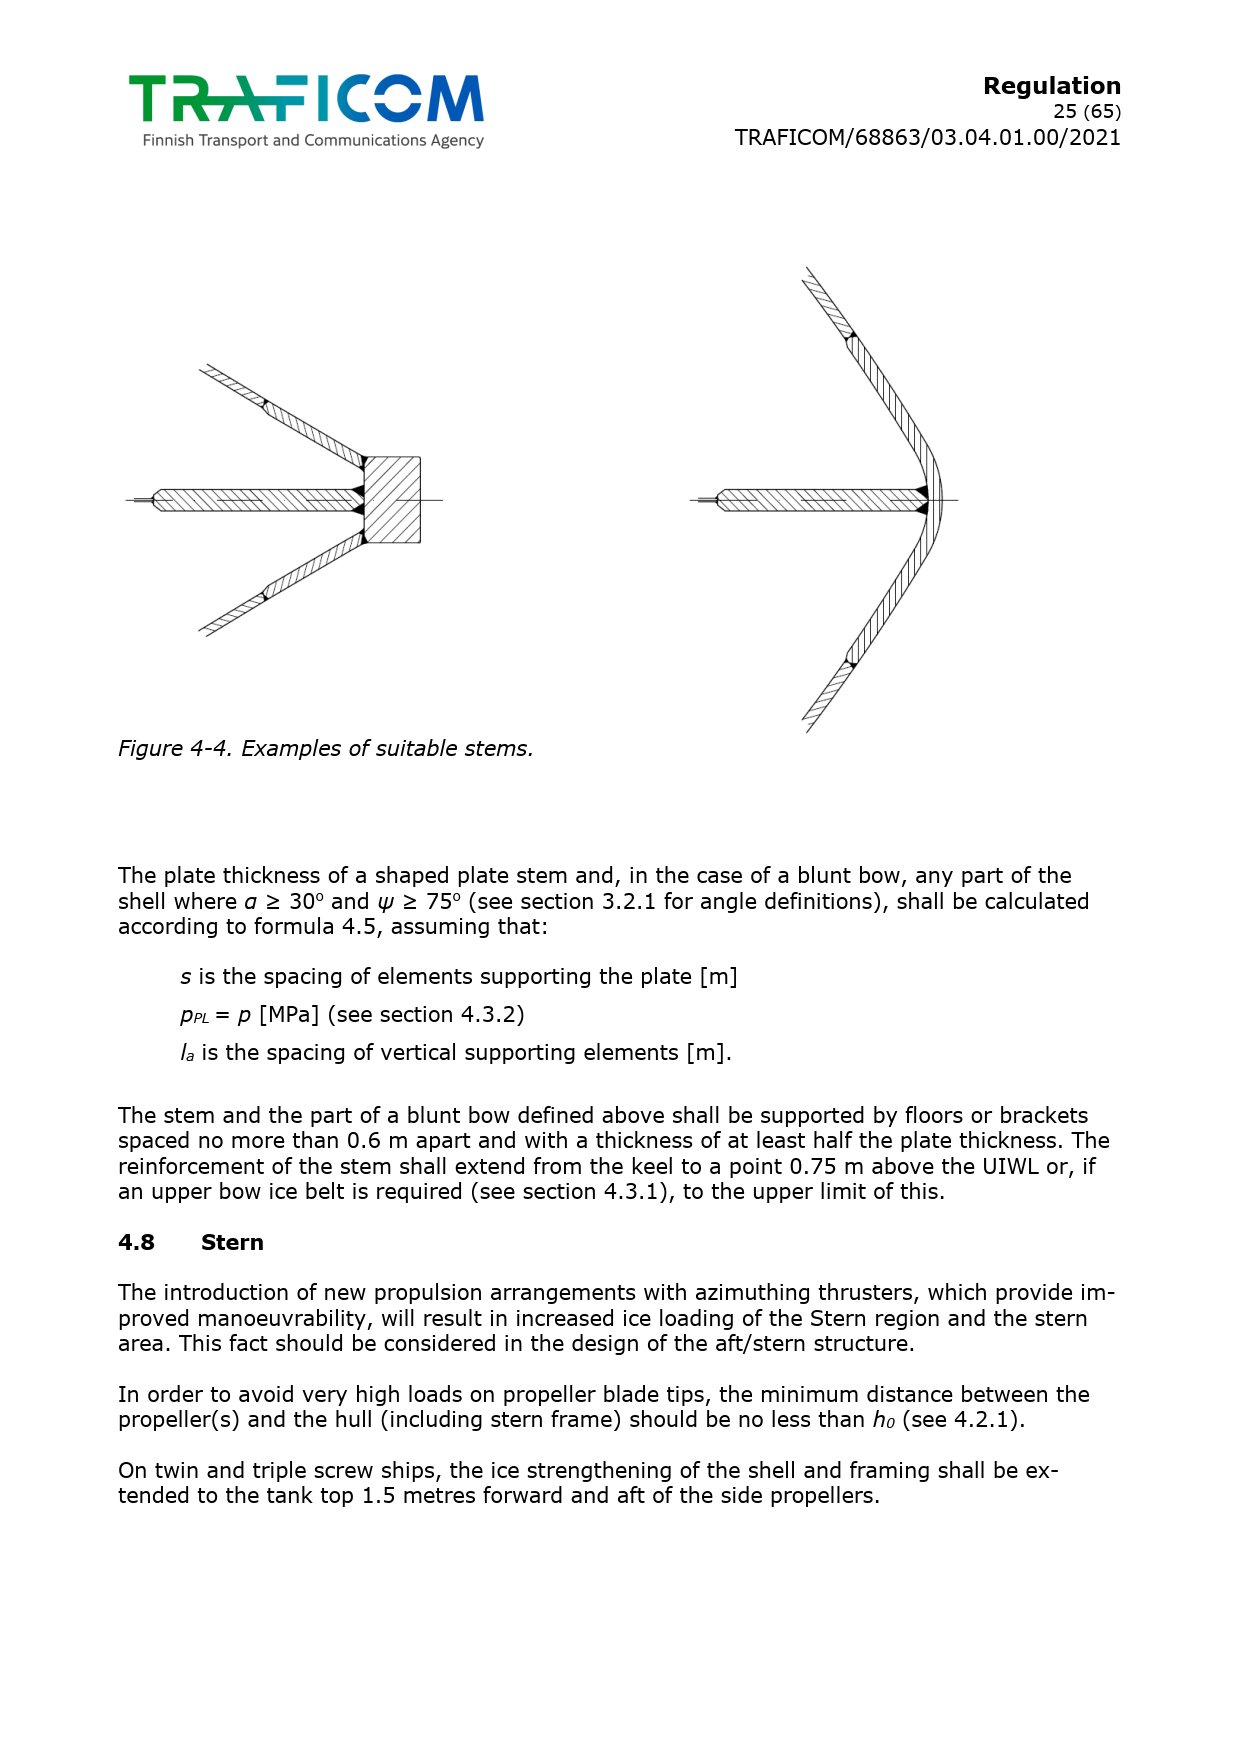 TRAFICOM
Finnish Transport and Communications Agency
Regulation
25 (65)
TRAFICOM/68863/03.04.01.00/2021
Figure 4-4. Examples of suitable stems.
The plate thickness of a shaped plate stem and, in the case of a blunt bow, any part of the
shell where α ≥ 30º and ψ ≥ 75º (see section 3.2.1 for angle definitions), shall be calculated
according to formula 4.5, assuming that:
s is the spacing of elements supporting the plate [m]
pPL = p [MPa] (see section 4.3.2)
la is the spacing of vertical supporting elements [m].
The stem and the part of a blunt bow defined above shall be supported by floors or brackets
spaced no more than 0.6 m apart and with a thickness of at least half the plate thickness. The
reinforcement of the stem shall extend from the keel to a point 0.75 m above the UIWL or, if
an upper bow ice belt is required (see section 4.3.1), to the upper limit of this.
4.8 Stern
The introduction of new propulsion arrangements with azimuthing thrusters, which provide im-
proved manoeuvrability, will result in increased ice loading of the Stern region and the stern
area. This fact should be considered in the design of the aft/stern structure.
In order to avoid very high loads on propeller blade tips, the minimum distance between the
propeller(s) and the hull (including stern frame) should be no less than h0 (see 4.2.1).
On twin and triple screw ships, the ice strengthening of the shell and framing shall be ex-
tended to the tank top 1.5 metres forward and aft of the side propellers.